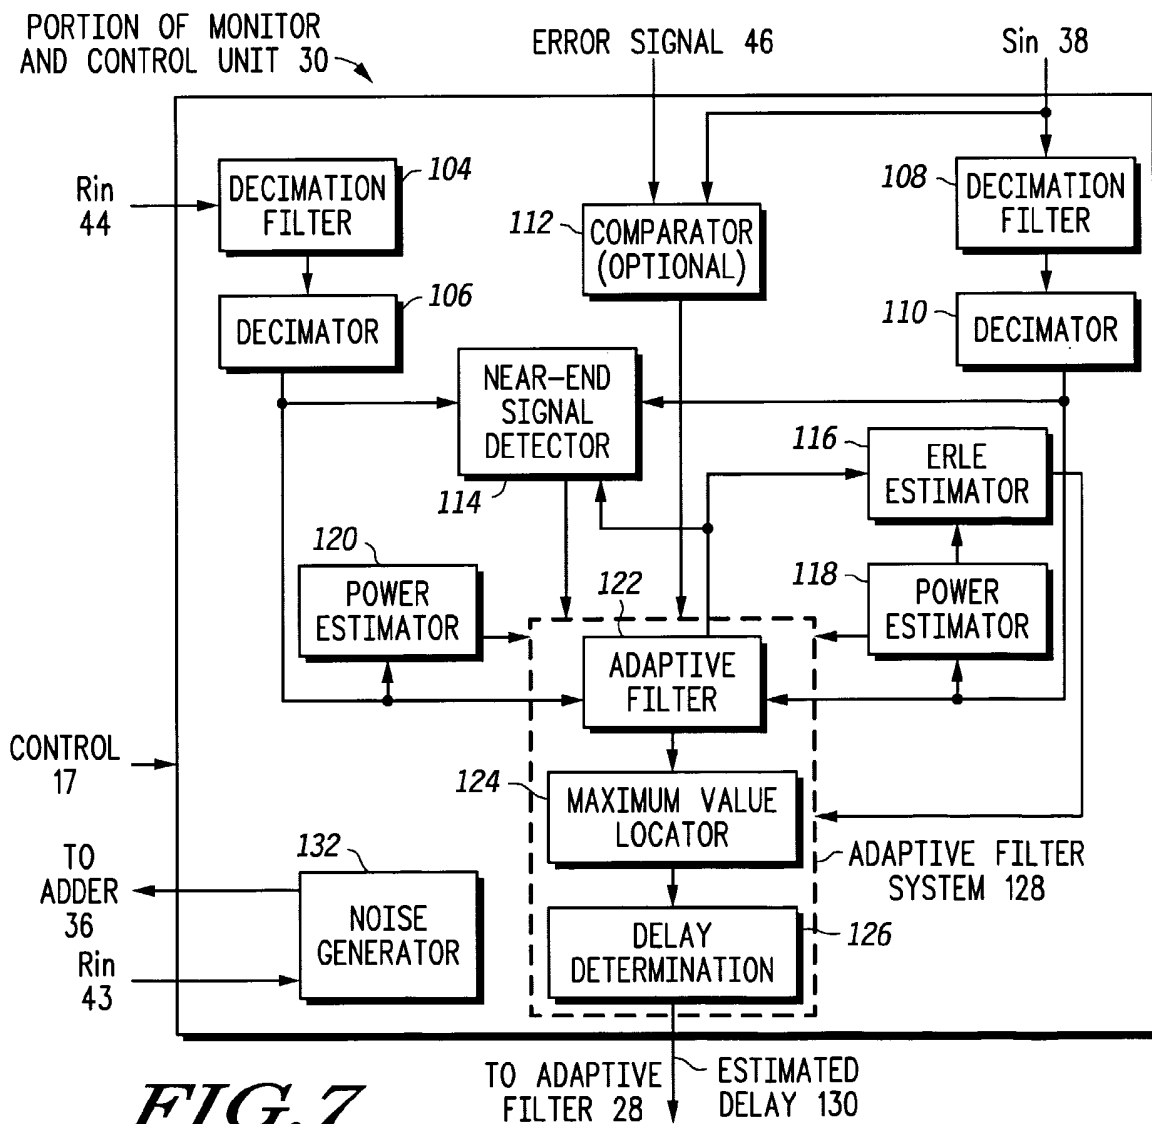 PORTION OF MONITOR
AND CONTROL UNIT 30
ERROR SIGNAL 46
Sin 38
Rin
44
DECIMATION
FILTER
104
108
DECIMATION
FILTER
112
COMPARATOR
(OPTIONAL)
106
DECIMATOR
110
DECIMATOR
NEAR-END
SIGNAL
DETECTOR
114
116
ERLE
ESTIMATOR
120
POWER
ESTIMATOR
122
ADAPTIVE
FILTER
118
POWER
ESTIMATOR
CONTROL
17
124
MAXIMUM VALUE
LOCATOR
ADAPTIVE FILTER
SYSTEM 128
TO
ADDER
36
132
NOISE
GENERATOR
Rin
43
DELAY
DETERMINATION
126
TO ADAPTIVE
FILTER 28
ESTIMATED
DELAY 130
FIG.7